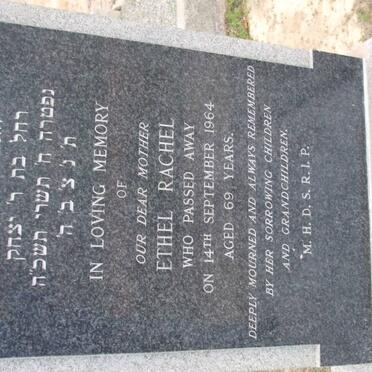 רחל בת ר יצחק
נפטרה ח תשרי תשכ״ה
ת נ צ ב ה
IN LOVING MEMORY
OF
OUR DEAR MOTHER
ETHEL RACHEL
WHO PASSED AWAY
ON 14TH SEPTEMBER 1964
AGED 69 YEARS.
DEEPLY MOURNED AND ALWAYS REMEMBERED
BY HER SORROWING CHILDREN
AND GRANDCHILDREN.
M.H.D.S.R.I.P.